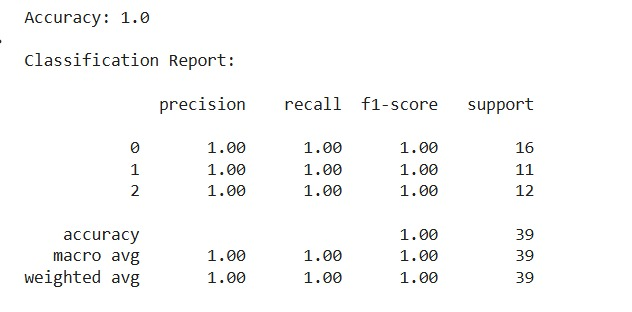 Accuracy: 1.0
Classification Report:
precision recall f1-score support
0 1.00 1.00 1.00 16
1 1.00 1.00 1.00 11
2 1.00 1.00 1.00 12
accuracy 1.00 39
macro avg 1.00 1.00 1.00 39
weighted avg 1.00 1.00 1.00 39